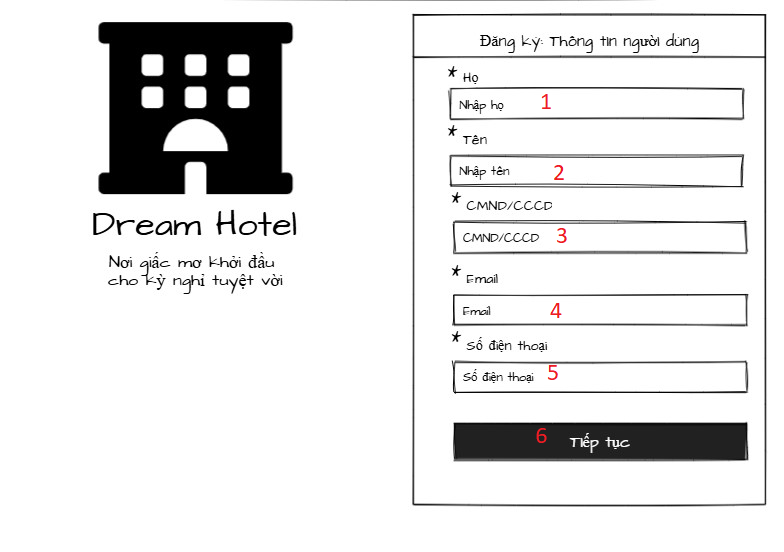 Dream Hotel
Nơi giấc mơ khởi đầu
cho kỳ nghỉ tuyệt vời
Đăng ký: Thông tin người dùng
* Họ
Nhập họ 1
* Tên
Nhập tên 2
* CMND/CCCD
CMND/CCCD 3
* Email
Email 4
* Số điện thoại
Số điện thoại 5
6 Tiếp tục